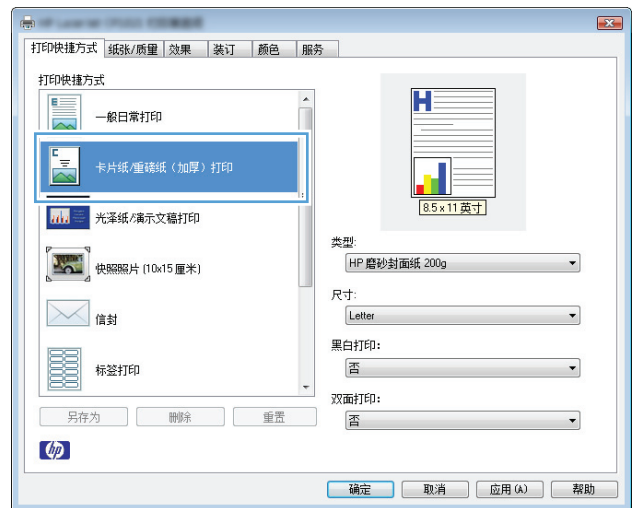 打印快捷方式 纸张/质量 效果 装订 颜色 服务
打印快捷方式
一般日常打印
卡片纸/重磅纸（加厚）打印
光泽纸/演示文稿打印
快照照片 (10x15 厘米)
信封
标签打印
另存为 删除 重置
8.5 x 11 英寸
类型:
HP 磨砂封面纸 200g
尺寸:
Letter
黑白打印:
否
双面打印:
否
hp
确定 取消 应用 (A) 帮助